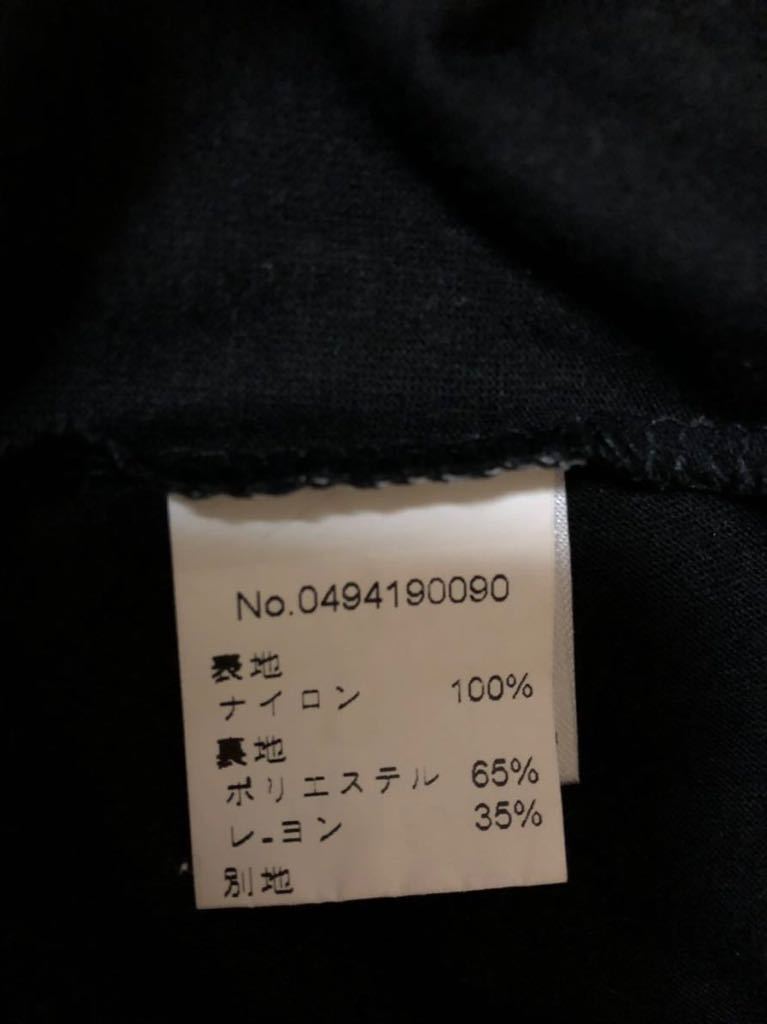 No.0494190090
表地
ナイロン 100%
裏地
ポリエステル 65%
レーヨン 35%
別地